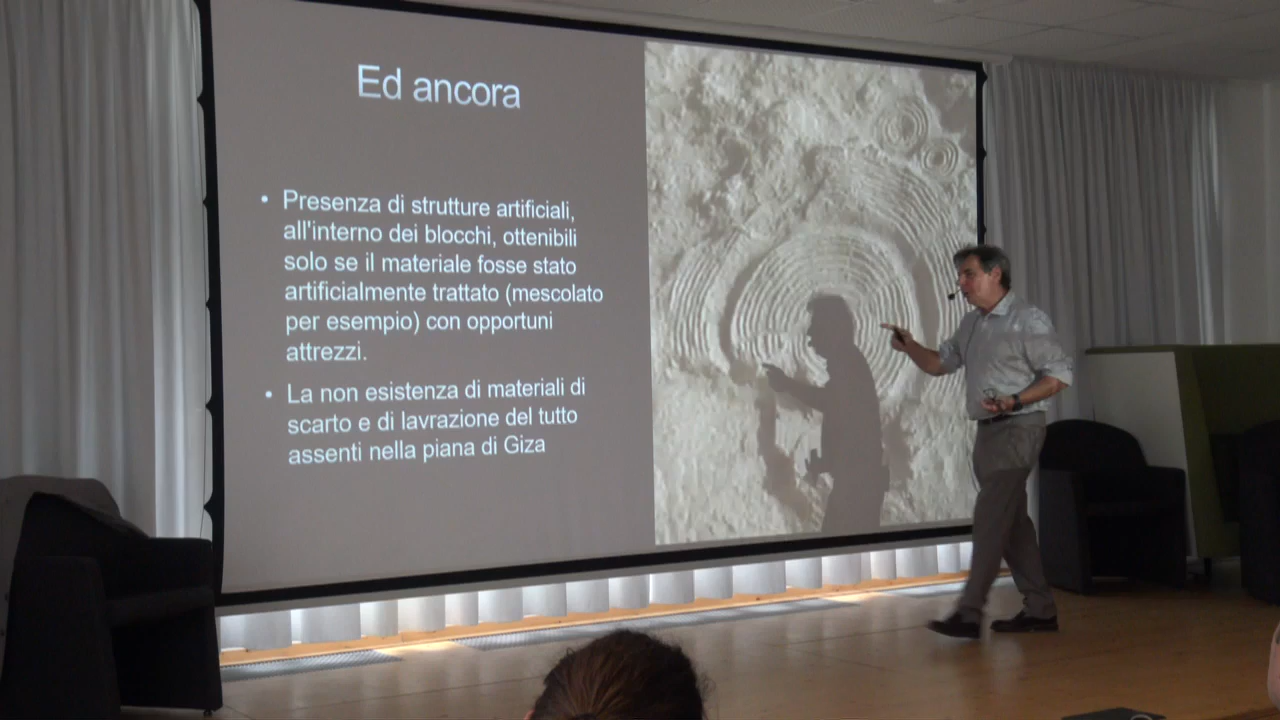 Ed ancora
• Presenza di strutture artificiali,
all'interno dei blocchi, ottenibili
solo se il materiale fosse stato
artificialmente trattato (mescolato
per esempio) con opportuni
attrezzi.
• La non esistenza di materiali di
scarto e di lavrazione del tutto
assenti nella piana di Giza